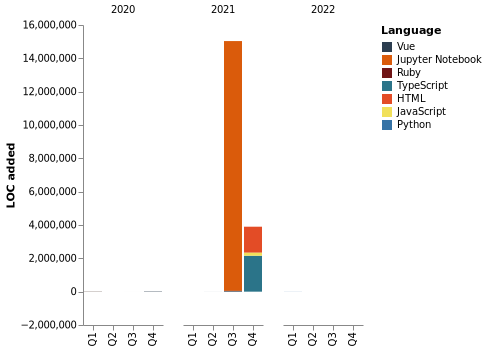 2020 2021 2022
16,000,000
14,000,000
12,000,000
10,000,000
8,000,000
6,000,000
4,000,000
2,000,000
0
−2,000,000
LOC added
Q1 Q2 Q3 Q4 Q1 Q2 Q3 Q4 Q1 Q2 Q3 Q4
Language
Vue
Jupyter Notebook
Ruby
TypeScript
HTML
JavaScript
Python